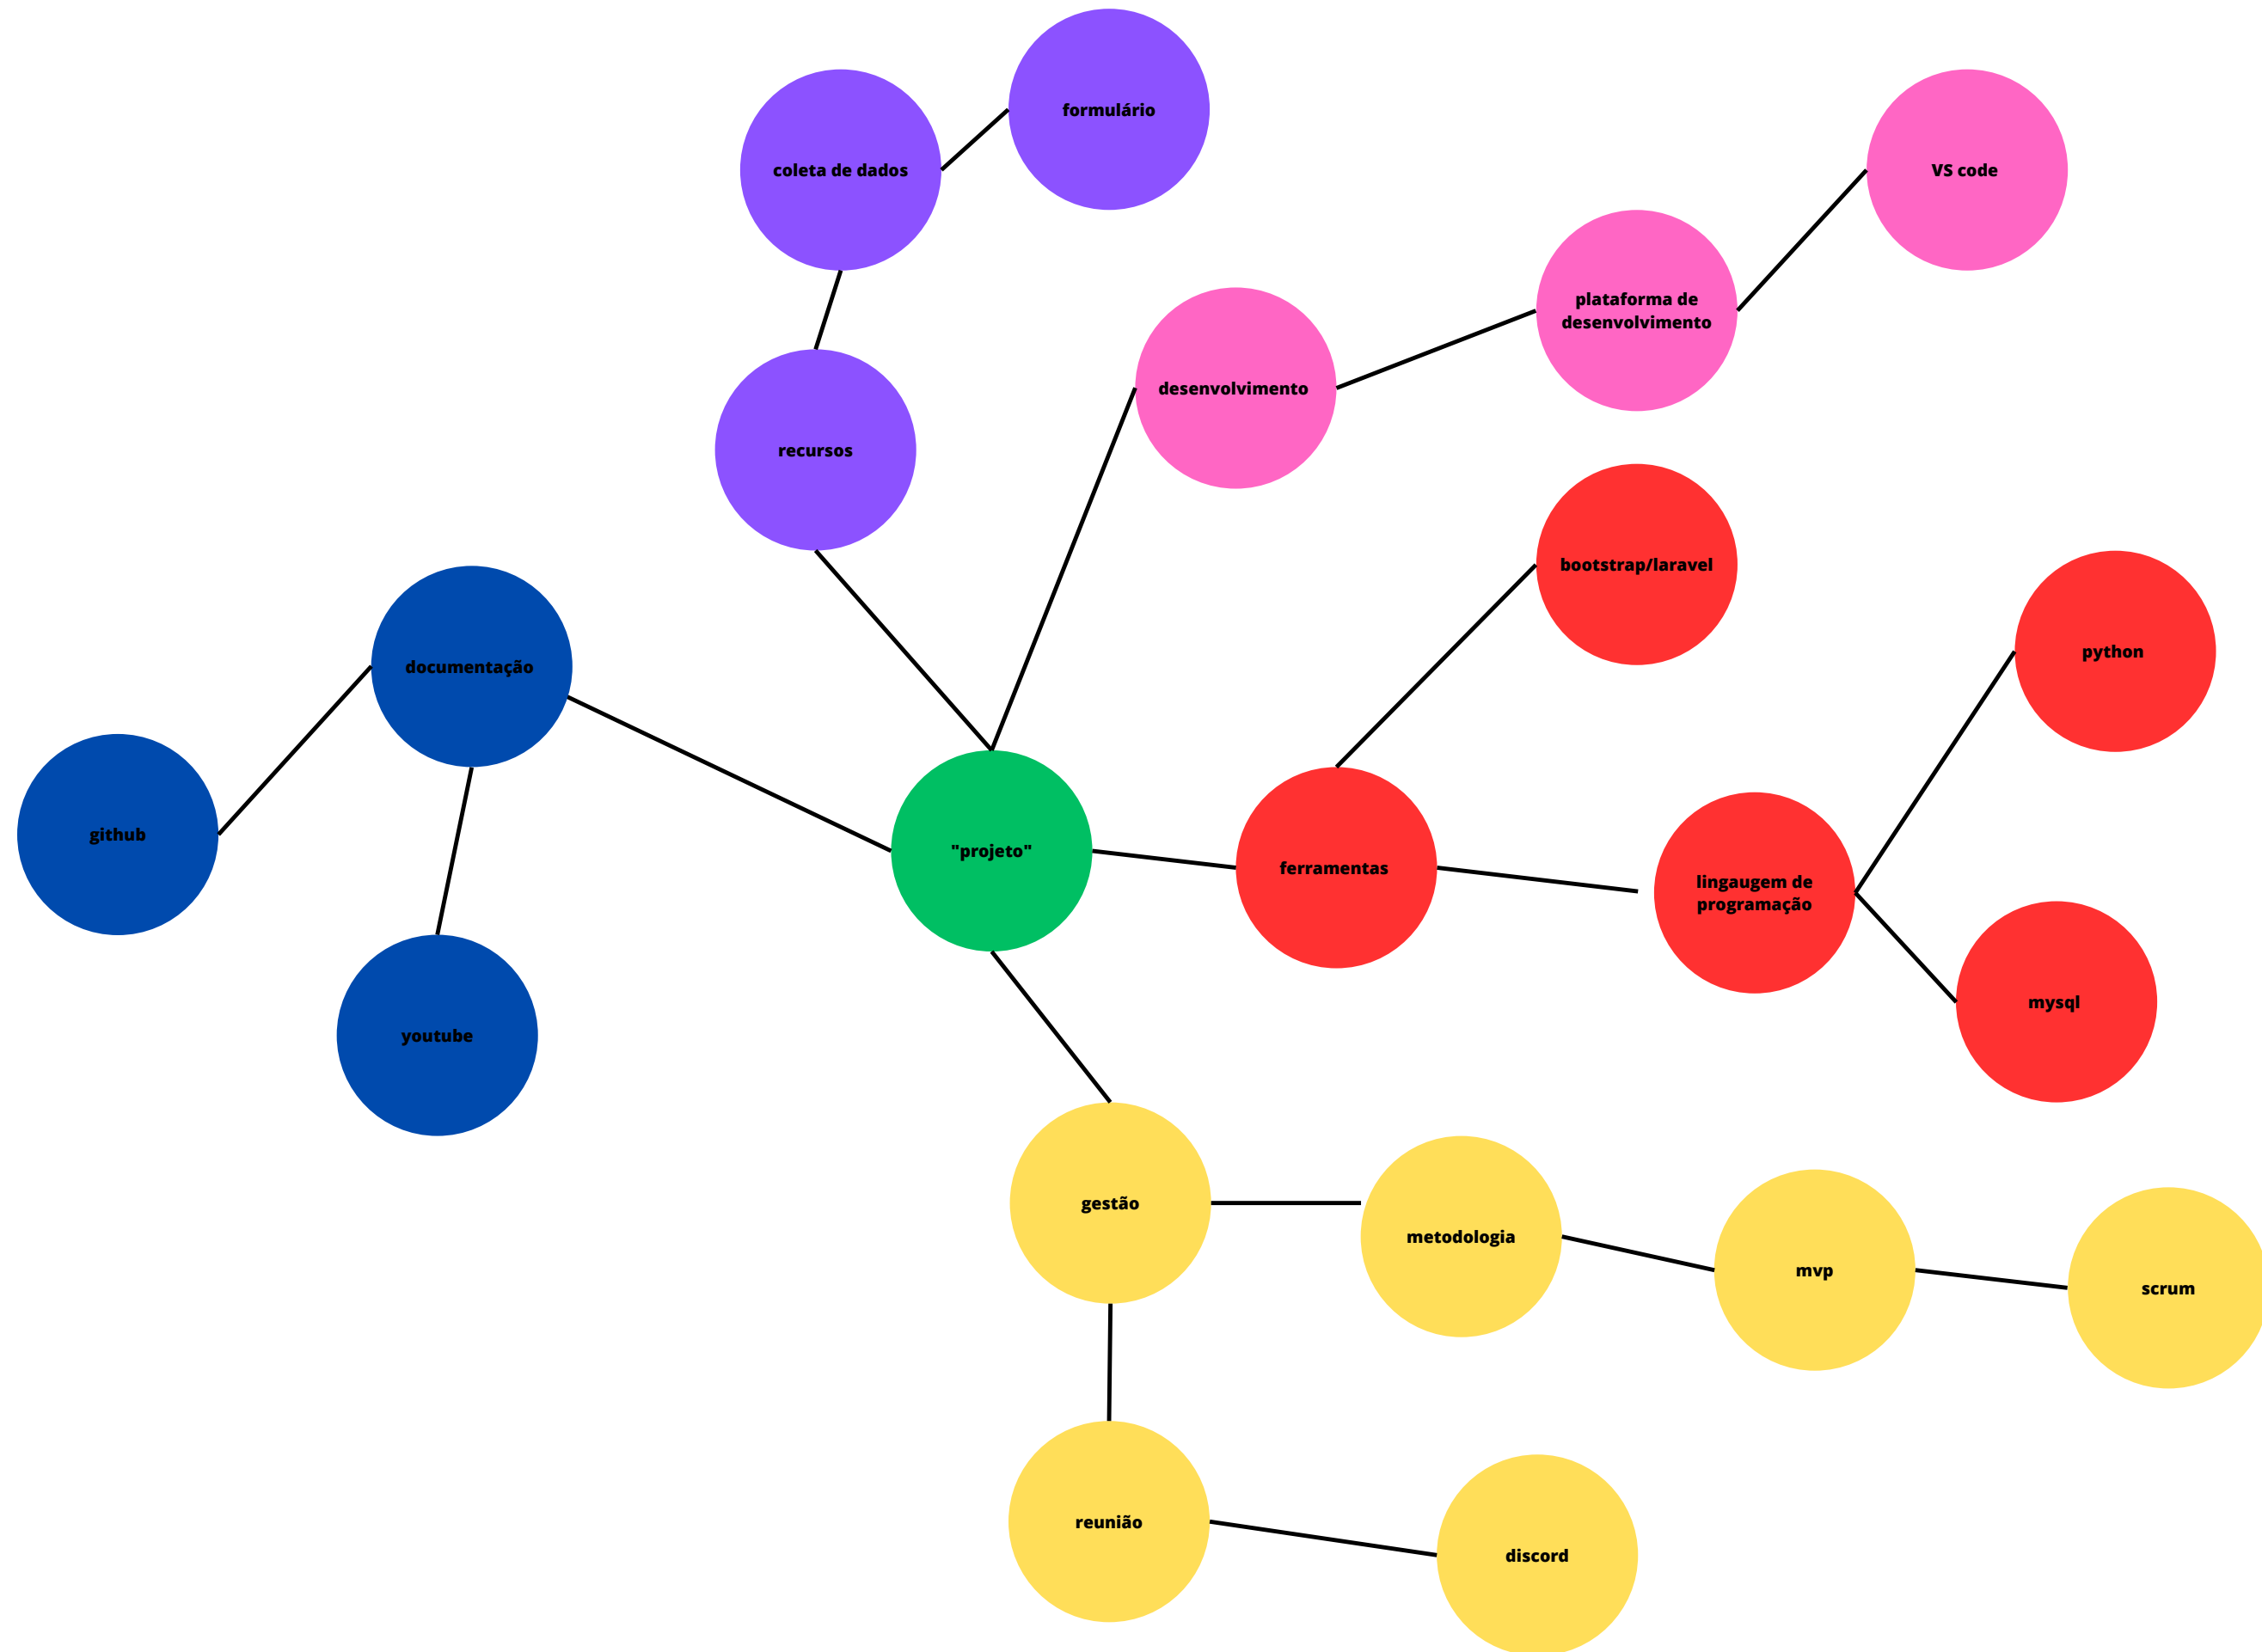 formulário
coleta de dados
VS code
plataforma de
desenvolvimento
desenvolvimento
recursos
bootstrap/laravel
python
documentação
github
"projeto"
ferramentas
lingaugem de
programação
mysql
youtube
gestão
metodologia
mvp
scrum
reunião
discord